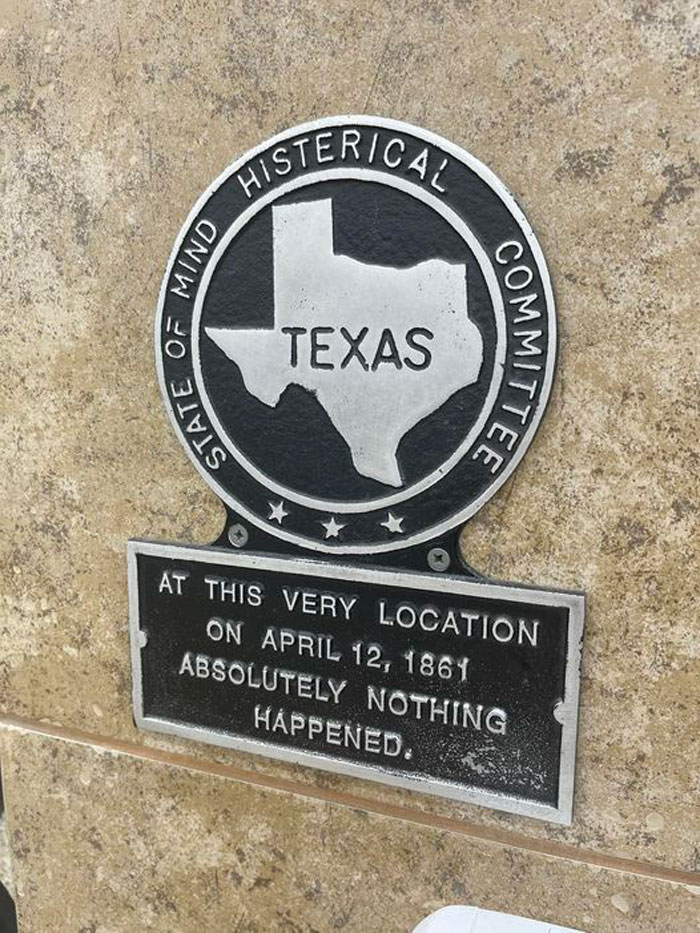 STATE OF MIND HISTERICAL COMMITTEE
TEXAS
AT THIS VERY LOCATION
ON APRIL 12, 1861
ABSOLUTELY NOTHING
HAPPENED.